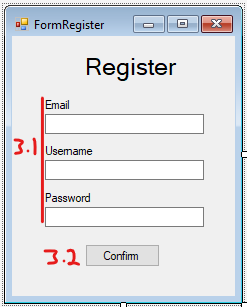 FormRegister
Register
Email
3.1
Username
Password
3.2 Confirm